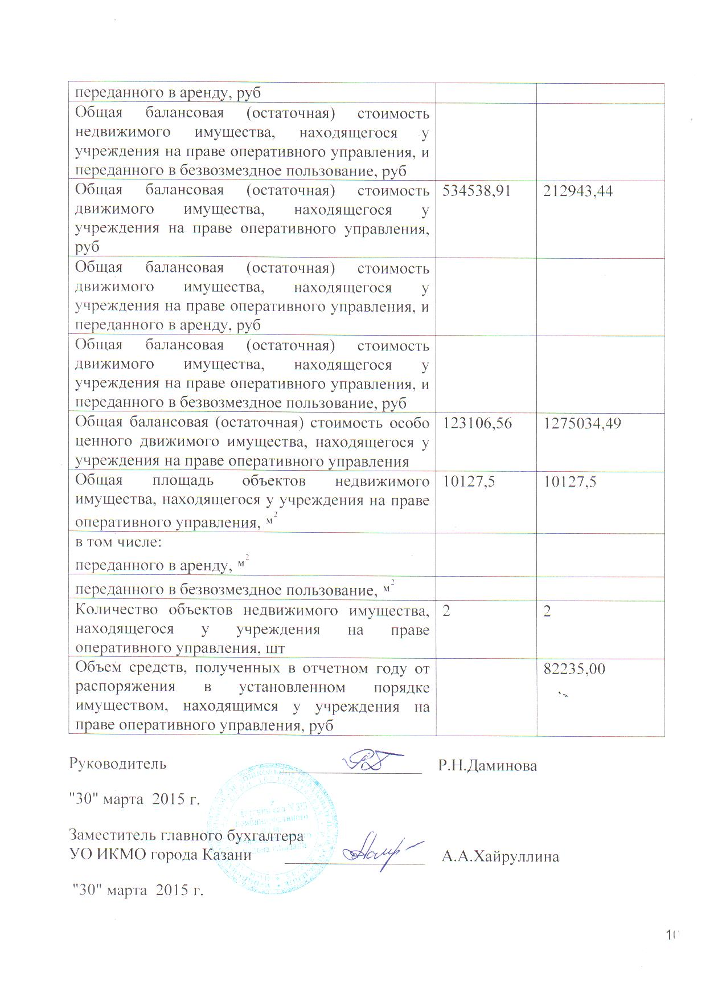 переданного в аренду, руб
Общая балансовая (остаточная) стоимость
недвижимого имущества, находящегося у
учреждения на праве оперативного управления, и
переданного в безвозмездное пользование, руб
Общая балансовая (остаточная) стоимость 534538,91 212943,44
движимого имущества, находящегося у
учреждения на праве оперативного управления,
руб
Общая балансовая (остаточная) стоимость
движимого имущества, находящегося у
учреждения на праве оперативного управления, и
переданного в аренду, руб
Общая балансовая (остаточная) стоимость
движимого имущества, находящегося у
учреждения на праве оперативного управления, и
переданного в безвозмездное пользование, руб
Общая балансовая (остаточная) стоимость особо 123106,56 1275034,49
ценного движимого имущества, находящегося у
учреждения на праве оперативного управления
Общая площадь объектов недвижимого 10127,5 10127,5
имущества, находящегося у учреждения на праве
оперативного управления, м²
в том числе:
переданного в аренду, м²
переданного в безвозмездное пользование, м²
Количество объектов недвижимого имущества, 2 2
находящегося у учреждения на праве
оперативного управления, шт
Объем средств, полученных в отчетном году от 82235,00
распоряжения в установленном порядке
имуществом, находящимся у учреждения на
праве оперативного управления, руб
Руководитель Р.Н.Даминова
"30" марта 2015 г.
Заместитель главного бухгалтера
УО ИКМО города Казани А.А.Хайруллина
"30" марта 2015 г.
10